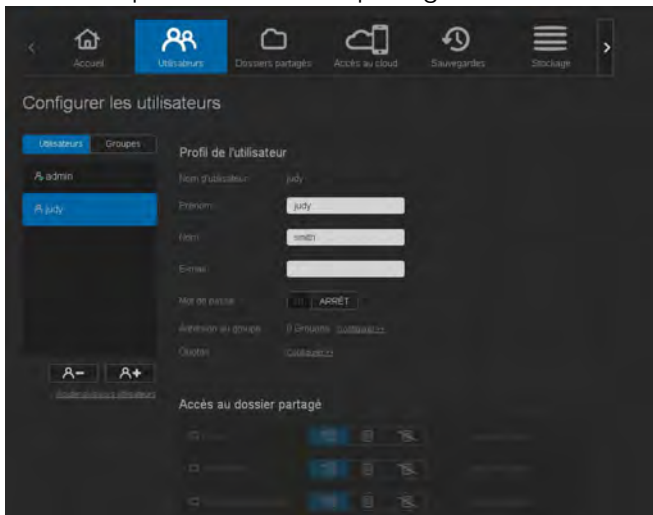 Accueil Utilisateurs Dossiers partagés Accès au cloud Sauvegardes Stockage
Configurer les utilisateurs
Utilisateurs Groupes
Profil de l'utilisateur
admin
Nom d'utilisateur judy
judy
Prénom judy
Nom smith
E-mail
Mot de passe ARRÊT
Adhésion au groupe 0 Groupes Configurer>>
Quotas Configurer>>
Accès au dossier partagé